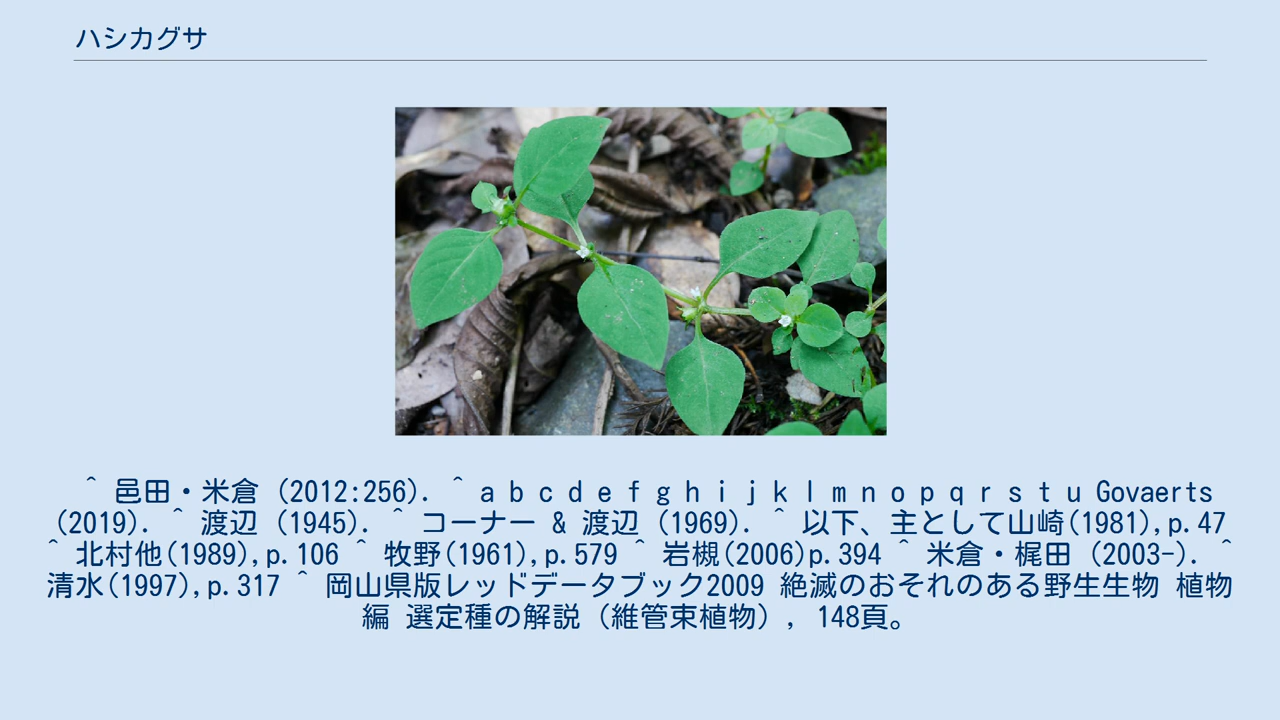 ハシカグサ
^ 邑田・米倉 (2012:256). ^ a b c d e f g h i j k l m n o p q r s t u Govaerts
(2019). ^ 渡辺 (1945). ^ コーナー & 渡辺 (1969). ^ 以下、主として山崎(1981),p.47
^ 北村他(1989),p.106 ^ 牧野(1961),p.579 ^ 岩槻(2006)p.394 ^ 米倉・梶田 (2003-). ^
清水(1997),p.317 ^ 岡山県版レッドデータブック2009 絶滅のおそれのある野生生物 植物
編 選定種の解説（維管束植物）, 148頁。